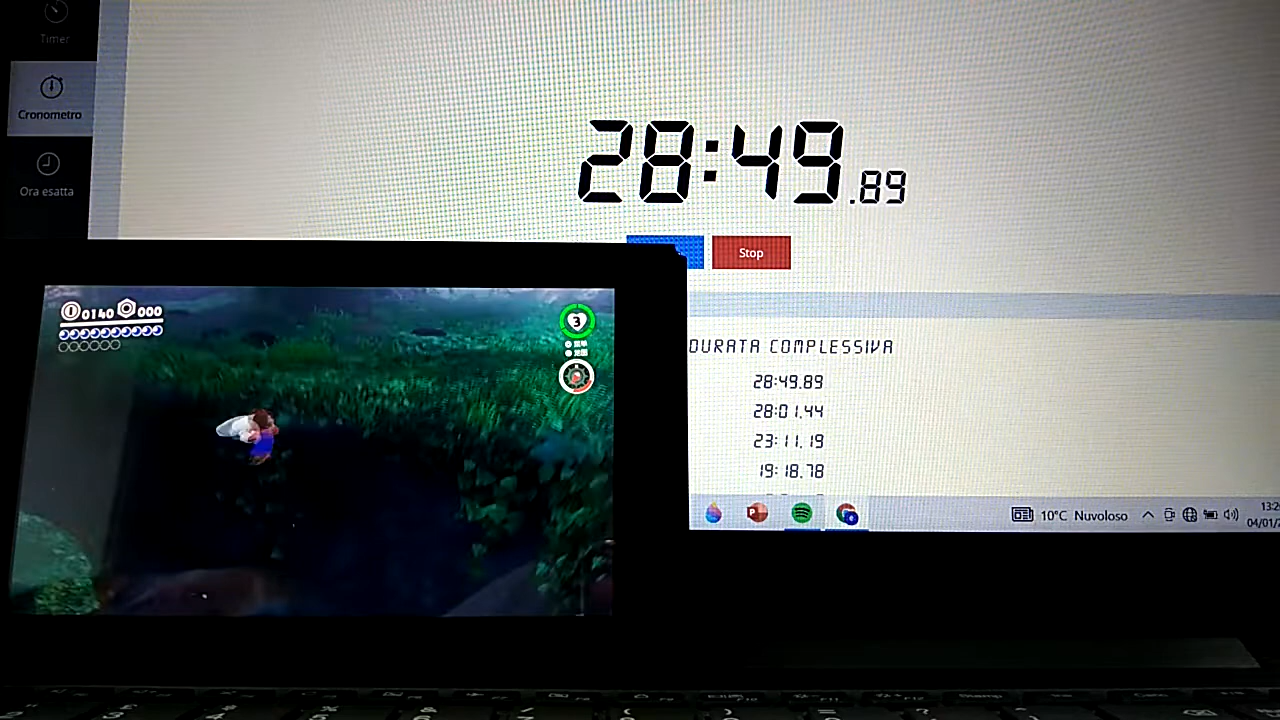 Timer
Cronometro
Ora esatta
28:49.89
Stop
0140 000
3
DURATA COMPLESSIVA
28:49.89
28:01.44
23:11.19
19:18.78
10°C Nuvoloso